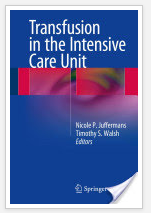 Transfusion
in the Intensive
Care Unit
Nicole P. Juffermans
Timothy S. Walsh
Editors
Springer